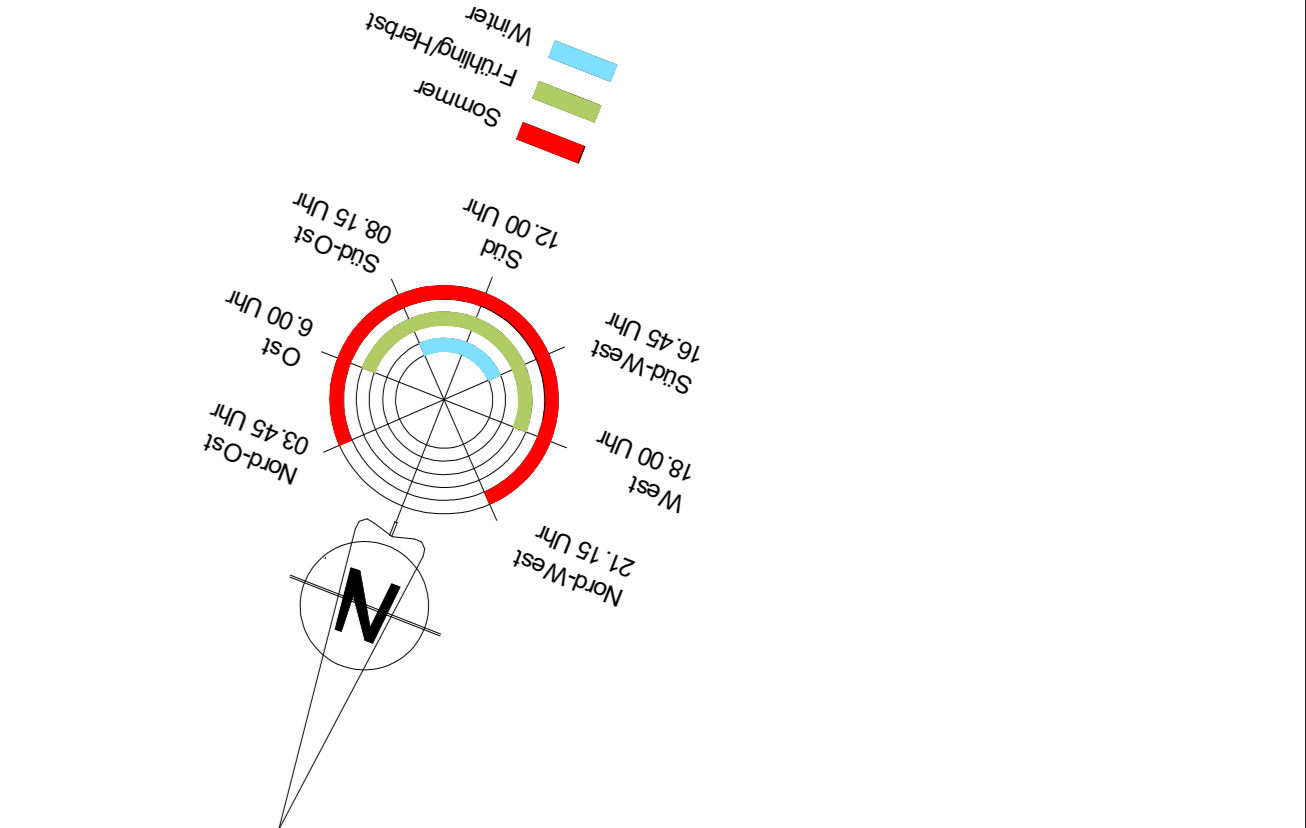 N
Nord-West
21.15 Uhr
Nord-Ost
03.45 Uhr
West
18.00 Uhr
Ost
6.00 Uhr
Süd-West
16.45 Uhr
Süd-Ost
08.15 Uhr
Süd
12.00 Uhr
Sommer
Frühling/Herbst
Winter